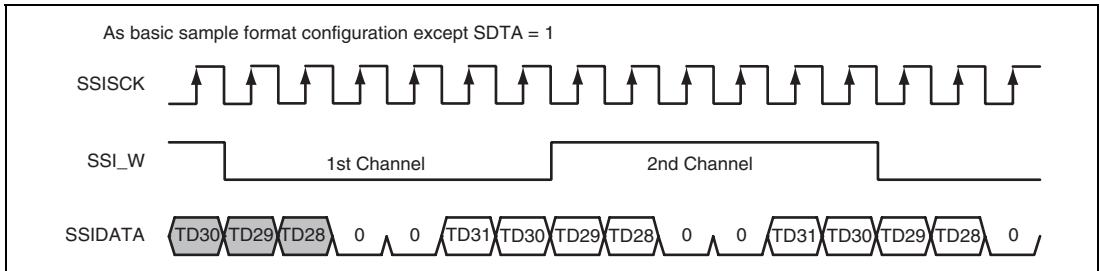 As basic sample format configuration except SDTA = 1
SSISCK
SSI_W 1st Channel 2nd Channel
SSIDATA TD30 TD29 TD28 0 0 TD31 TD30 TD29 TD28 0 0 TD31 TD30 TD29 TD28 0